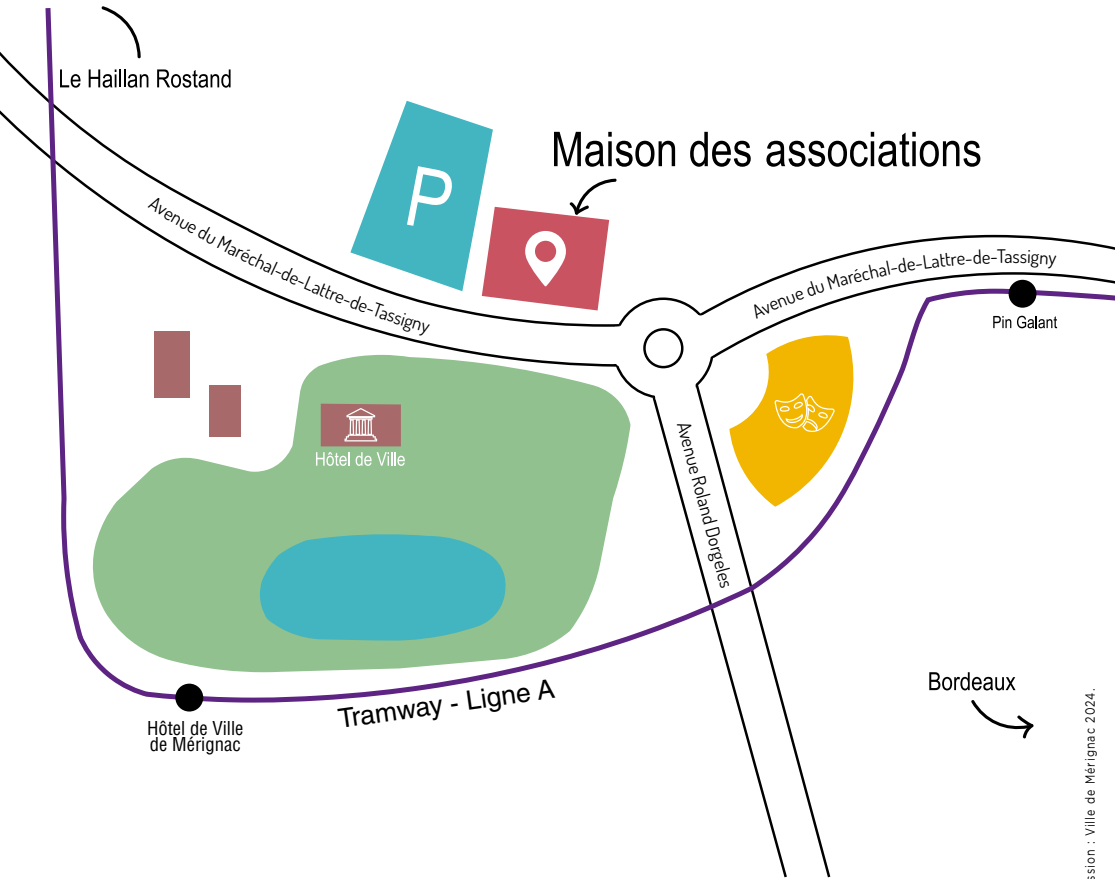 Le Haillan Rostand
Maison des associations
P
Avenue du Maréchal-de-Lattre-de-Tassigny
Avenue du Maréchal-de-Lattre-de-Tassigny
Pin Galant
Hôtel de Ville
Avenue Roland Dorgeles
Tramway - Ligne A
Hôtel de Ville
de Mérignac
Bordeaux
: Ville de Mérignac 2024.